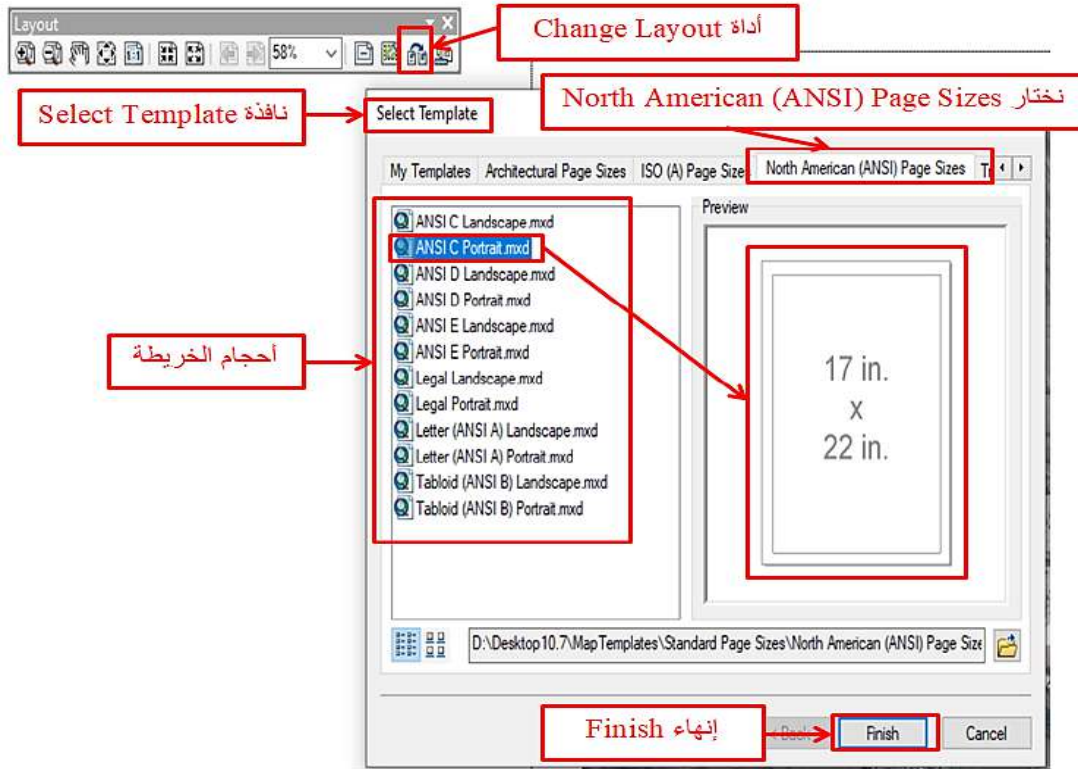 Layout
58%
أداة Change Layout
نافذة Select Template
نختار North American (ANSI) Page Sizes
Select Template
My Templates
Architectural Page Sizes
ISO (A) Page Sizes
North American (ANSI) Page Sizes
ANSI C Landscape.mxd
ANSI C Portrait.mxd
ANSI D Landscape.mxd
ANSI D Portrait.mxd
ANSI E Landscape.mxd
ANSI E Portrait.mxd
Legal Landscape.mxd
Legal Portrait.mxd
Letter (ANSI A) Landscape.mxd
Letter (ANSI A) Portrait.mxd
Tabloid (ANSI B) Landscape.mxd
Tabloid (ANSI B) Portrait.mxd
أحجام الخريطة
Preview
17 in.
x
22 in.
D:\Desktop10.7\MapTemplates\Standard Page Sizes\North American (ANSI) Page Size
إنهاء Finish
< Back
Finish
Cancel